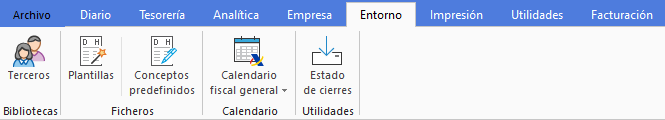 Archivo Diario Tesorería Analítica Empresa Entorno Impresión Utilidades Facturación
D H D H
Terceros Plantillas Conceptos predefinidos Calendario fiscal general Estado de cierres
Bibliotecas Ficheros Calendario Utilidades